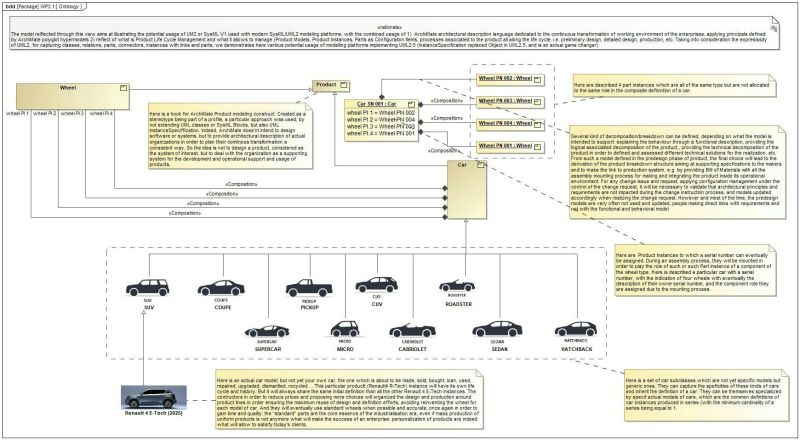 bdd [Package] WP3.1 [ Ontology ]
«rationale»
The model relfected through this view aims at illustrating the potential usage of UM2 or SysML V1 used with modern SysML/UML2 modeling platforms, with the combined usage of 1). ArchiMate architectural description language dedicated to the continuous transformation of working environment of the enterprises, applying principles defined
by ArchiMate polyglot hypermodels 2) reflect of what is Product Life Cycle Management and what it allows to manage (Product Models, Product Instances, Parts as Configuration Items, processes associated to the product all along the life cycle, i.e. preliminary design, detailed design, production, etc. Taking into consideration the expressivity
of UML2, for capturing classes, relations, parts, connectors, instances with links and parts, we demonstrates here various potential usage of modeling platform implementing UML2.5 (InstanceSpecification replaced Object in UML2.5, and is an actual game changer)
Wheel
Product
wheel Pl 1
wheel Pl 2
wheel Pl.3
wheel Pl.4
Here is a hook for ArchiMate Product modeling construct. Created as a
stereotype being part of a profile, a particular approach was used, by
not extending UML classes or SysML Blocks, but also UML
InstanceSpecification. Indeed, ArchiMate doesn't intend to design
software or systems, but to provide architectural description of actual
organizations in order to plan their continuous transformation a
consistent way. So the idea is not to design a product, considered as
the system of interest, but to deal with the organization as a supporting
system for the development and operational support and usage of
products.
Car SN 001 : Car
wheel Pl 1 = Wheel PN 002
wheel Pl 2 = Wheel PN 004
wheel Pl.3 = Wheel PN 003
wheel Pl.4 = Wheel PN 001
«Composition»
«Composition»
«Composition»
«Composition»
Wheel PN 002 : Wheel
Wheel PN 003 : Wheel
Wheel PN 004 : Wheel
Wheel PN 001 : Wheel
Here are described 4 part instances which are all of the same type but are not allocated
to the same role in the composite definition of a car.
Several kind of decomposition/breakdown can be defined, depending on what the model
is intended to support: explaining the behaviour through a functional description, providing the
logical associated decomposition of the product, providing the technical decomposition of the
product in order to defined and assessed different technical solutions for the realization, etc.
From such a model defined in the predesign phase of the product, the final choice will lead to the
derivation of the product breakdown structure aiming at supporting specifications to the makers
and to make the link to production system, e.g. by providing Bill of Materials with all the
assembly mounting process for making and integrating the product inside its operational
environment. For any change issue and request, applying configuration management under the
control of the change request, it will be necessary to validate that architectural principles and
requirements are not impacted during the change instruction process, and models updated
accordingly when realizing the change request. However and most of the time, the predesign
models are very often not used and updated, people making direct links with requirements and
not with the functional and behavioral model.
Car
«Composition»
«Composition»
«Composition»
«Composition»
Here are Product instances to which a serial number can eventually
be assigned. During an assembly process, they will be mounted in
order to play the role of such or such Part instance of a component of
the wheel type. Here is described a particular car with a serial
number, with the indication of four wheels with eventually the
description of their owne serial number, and the component role they
are assigned due to the mounting process.
SUV
SUV
COUPE
COUPE
PICKUP
PICKUP
CUV
CUV
ROADSTER
ROADSTER
SUPERCAR
SUPERCAR
MICRO
MICRO
CABRIOLET
CABRIOLET
SEDAN
SEDAN
HATCHBACK
HATCHBACK
Renault 4 E-Tech (2025)
Here is an actual car model, but not yet your own car, the one which is about to be made, sold, bought, loan, used,
repaired, upgraded, dismantled, recycled ... This particular product (Renault4 R-Tech) instance will have its own life
cycle and history. But it will always share the same initial definition than all the other Renault 4 E-Tech instances. The
contructors in order to reduce prices and proposing more choices will organized the design and production around
product lines in order ensuring the maximum reuse of design and definition efforts, avoiding reinventing the wheel for
each model of car. And they will eventually use standard wheels when possible and accurate, once again in order to
gain time and quality: the "standard" parts are the core essence of the industrialisation era, even if mass production of
uniform products is not anymore what will make the success of an enterprise: personalization of products are indeed
what will allow to satisfy today's clients.
Here is a set of car subclasses which are not yet specific models but
generic ones. They can capture the speficities of these kinds of cars
and inherit the definition of a car. They can be themselves specialized
by specif actual models of cars, which are the common definitions of
car instances produced in series (with the minimum cardinality of a
series being equal to 1.